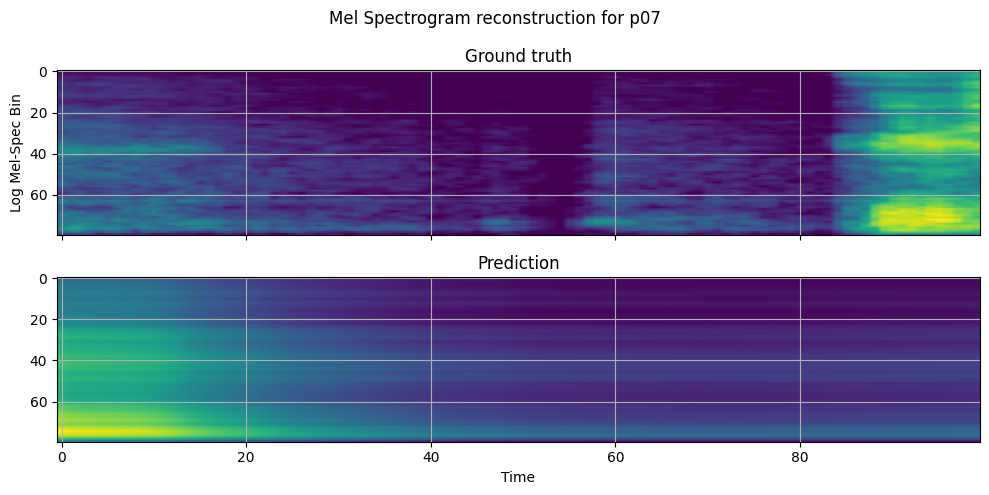 Mel Spectrogram reconstruction for p07
Ground truth
Log Mel-Spec Bin
0
20
40
60
Prediction
0
20
40
60
0 20 40 60 80
Time